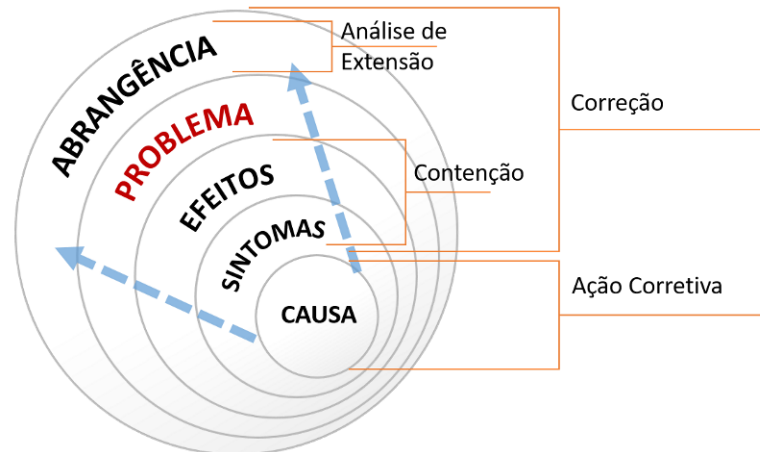 ABRANGÊNCIA
PROBLEMA
EFEITOS
SINTOMAS
CAUSA
Análise de
Extensão
Contenção
Correção
Ação Corretiva